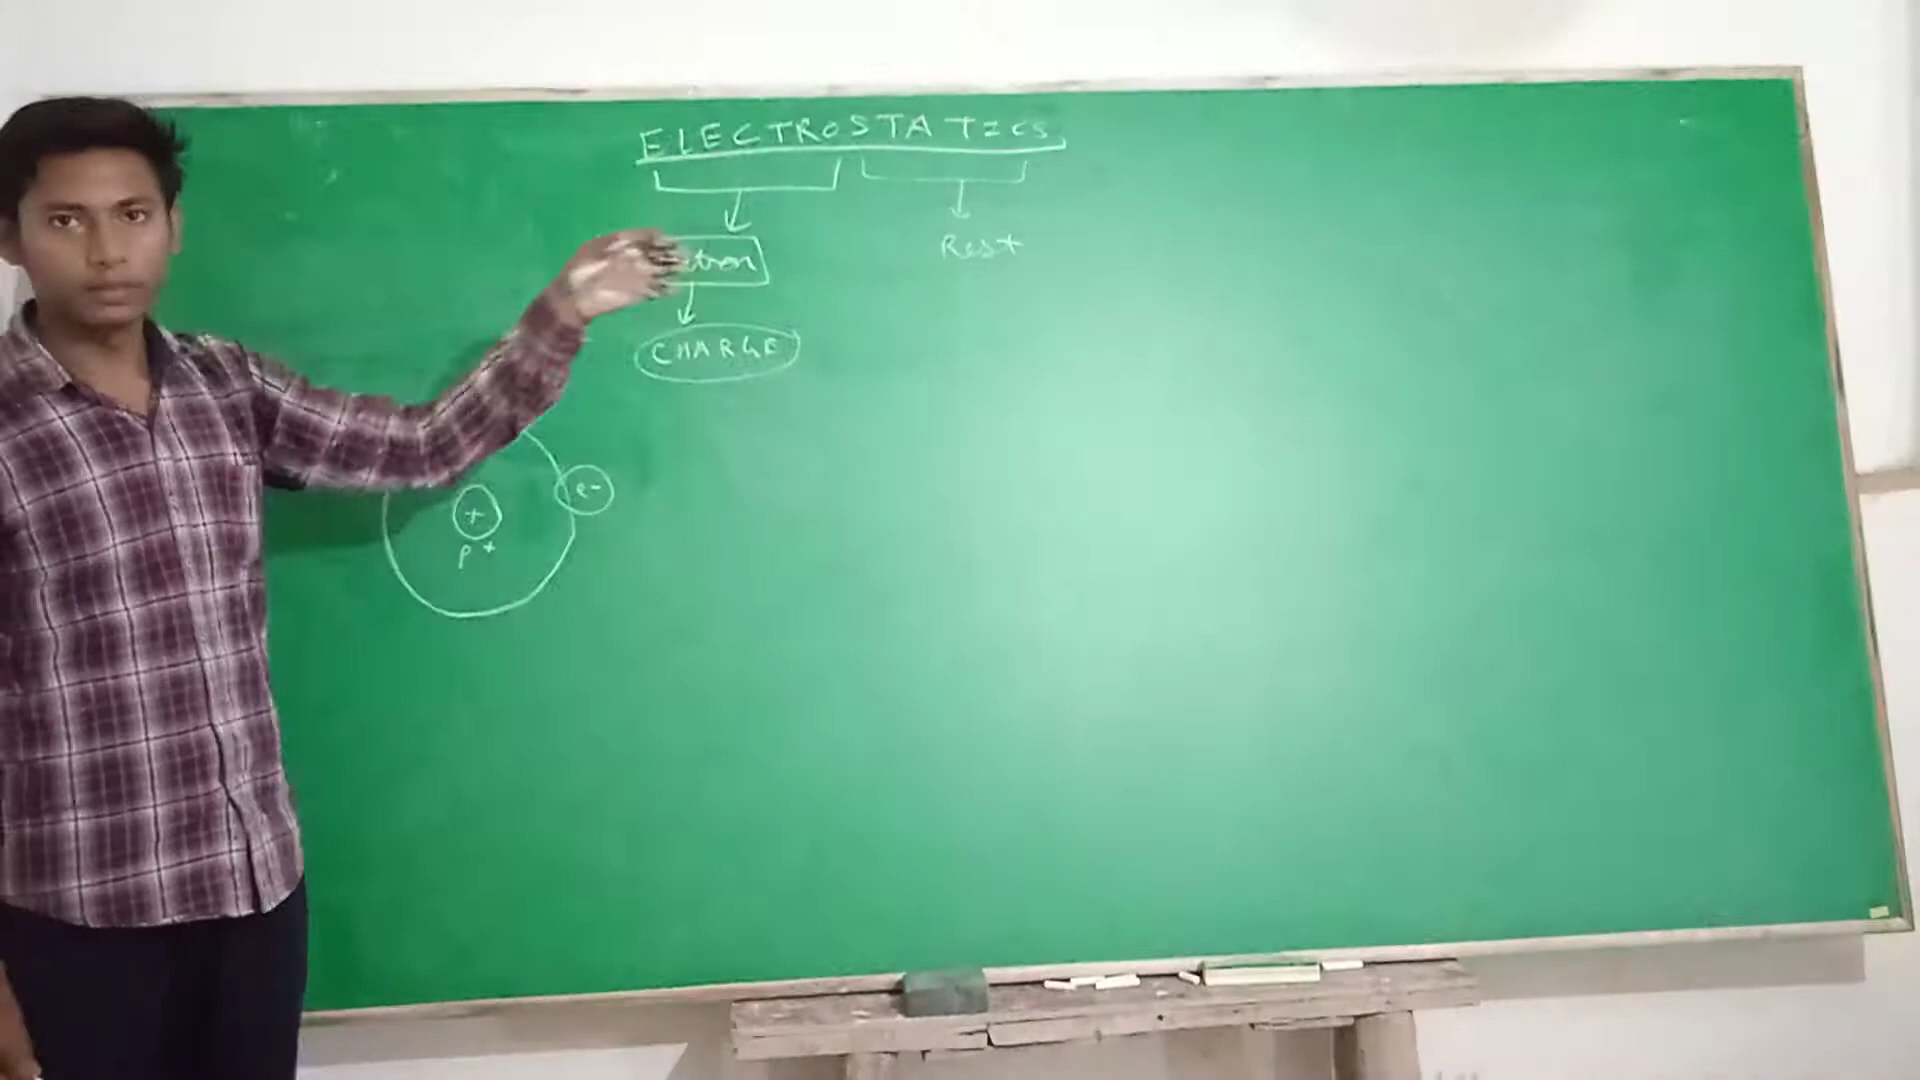 ELECTROSTATICS
Rest
CHARGE
e-
+
P+